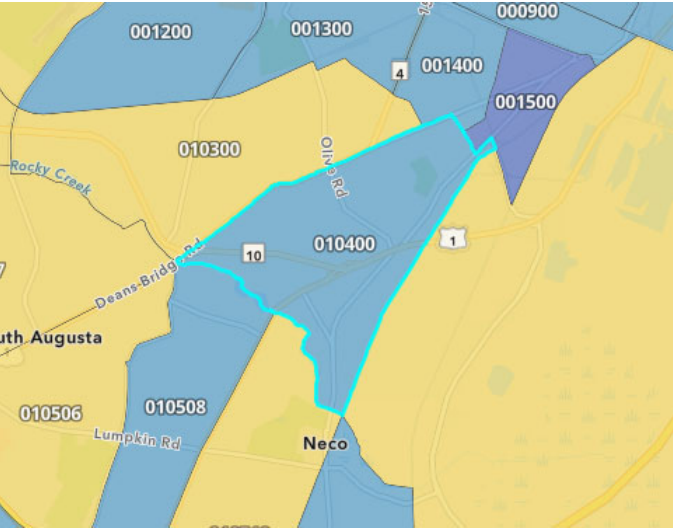 000900
001200
001300
4
001400
001500
010300
Olive Rd
Rocky Creek
010400
1
10
Deans-Bridge Rd
uth Augusta
010506
010508
Lumpkin Rd
Neco